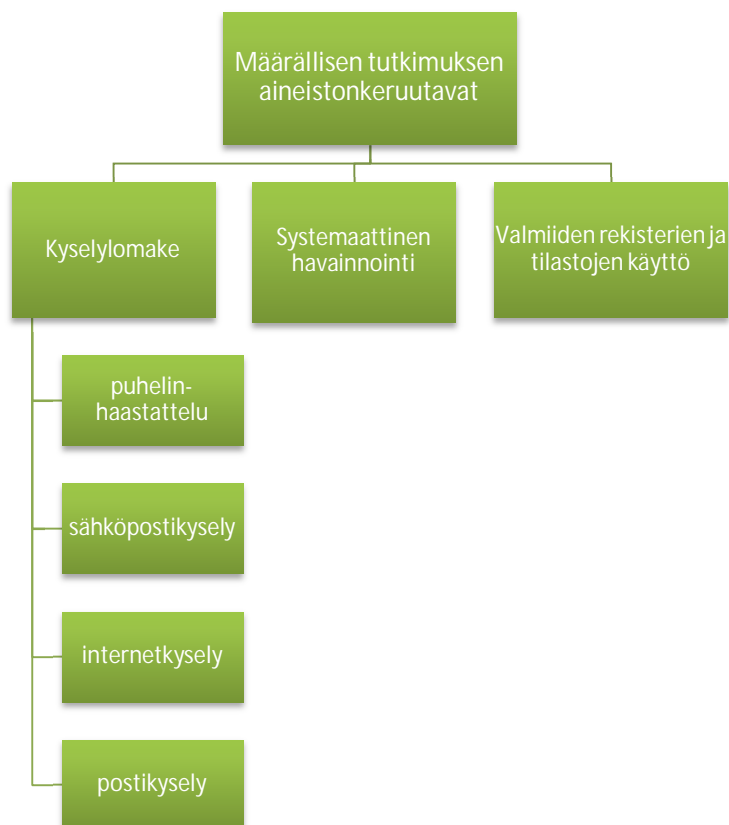 Määrällisen tutkimuksen
aineistonkeruutavat
Kyselylomake
Systemaattinen
havainnointi
Valmiiden rekisterien ja
tilastojen käyttö
puhelin-
haastattelu
sähköpostikysely
internetkysely
postikysely